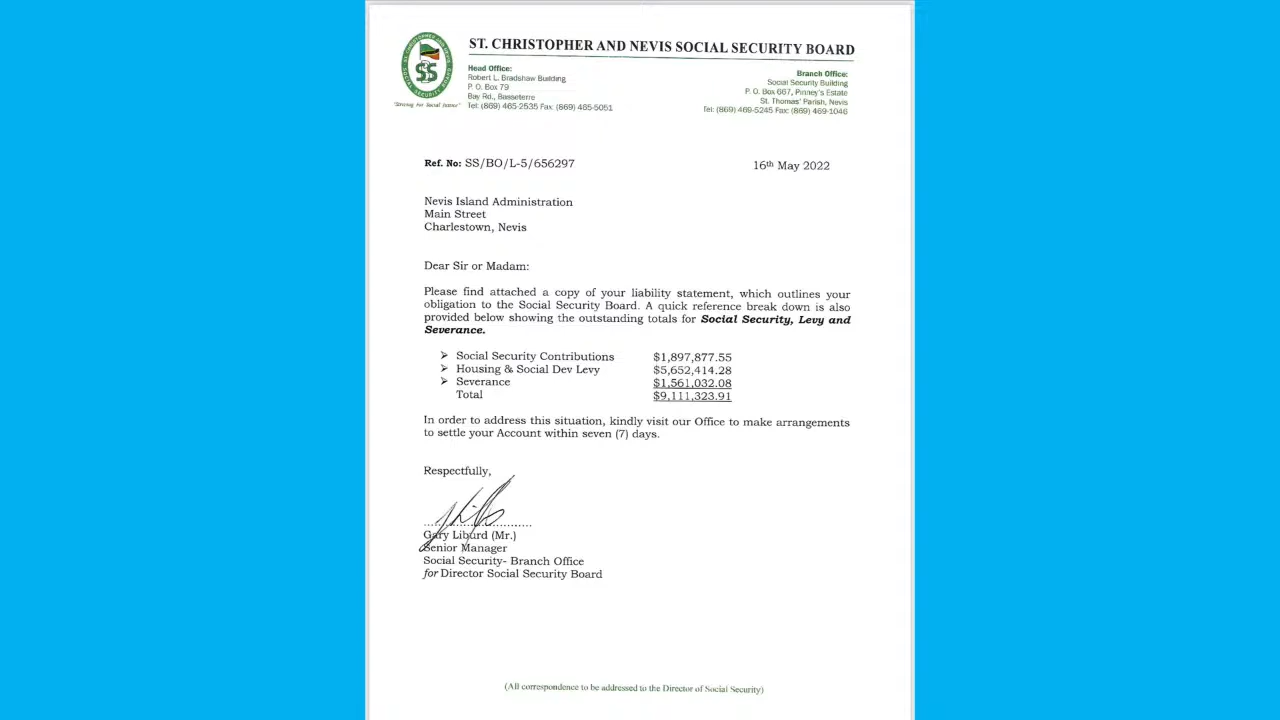 ST. CHRISTOPHER AND NEVIS SOCIAL SECURITY BOARD
Head Office:
Robert L. Bradshaw Building
P. O. Box 79
Bay Rd., Basseterre
Tel: (869) 465-2535 Fax: (869) 465-5051
Branch Office:
Social Security Building
P. O. Box 667, Pinney's Estate
St. Thomas' Parish, Nevis
Tel: (869) 469-5245 Fax: (869) 469-1046
Ref. No: SS/BO/L-5/656297
16th May 2022
Nevis Island Administration
Main Street
Charlestown, Nevis
Dear Sir or Madam:
Please find attached a copy of your liability statement, which outlines your
obligation to the Social Security Board. A quick reference break down is also
provided below showing the outstanding totals for Social Security, Levy and
Severance.
➢ Social Security Contributions $1,897,877.55
➢ Housing & Social Dev Levy $5,652,414.28
➢ Severance $1,561,032.08
Total $9,111,323.91
In order to address this situation, kindly visit our Office to make arrangements
to settle your Account within seven (7) days.
Respectfully,
Gary Liburd (Mr.)
Senior Manager
Social Security- Branch Office
for Director Social Security Board
(All correspondence to be addressed to the Director of Social Security)